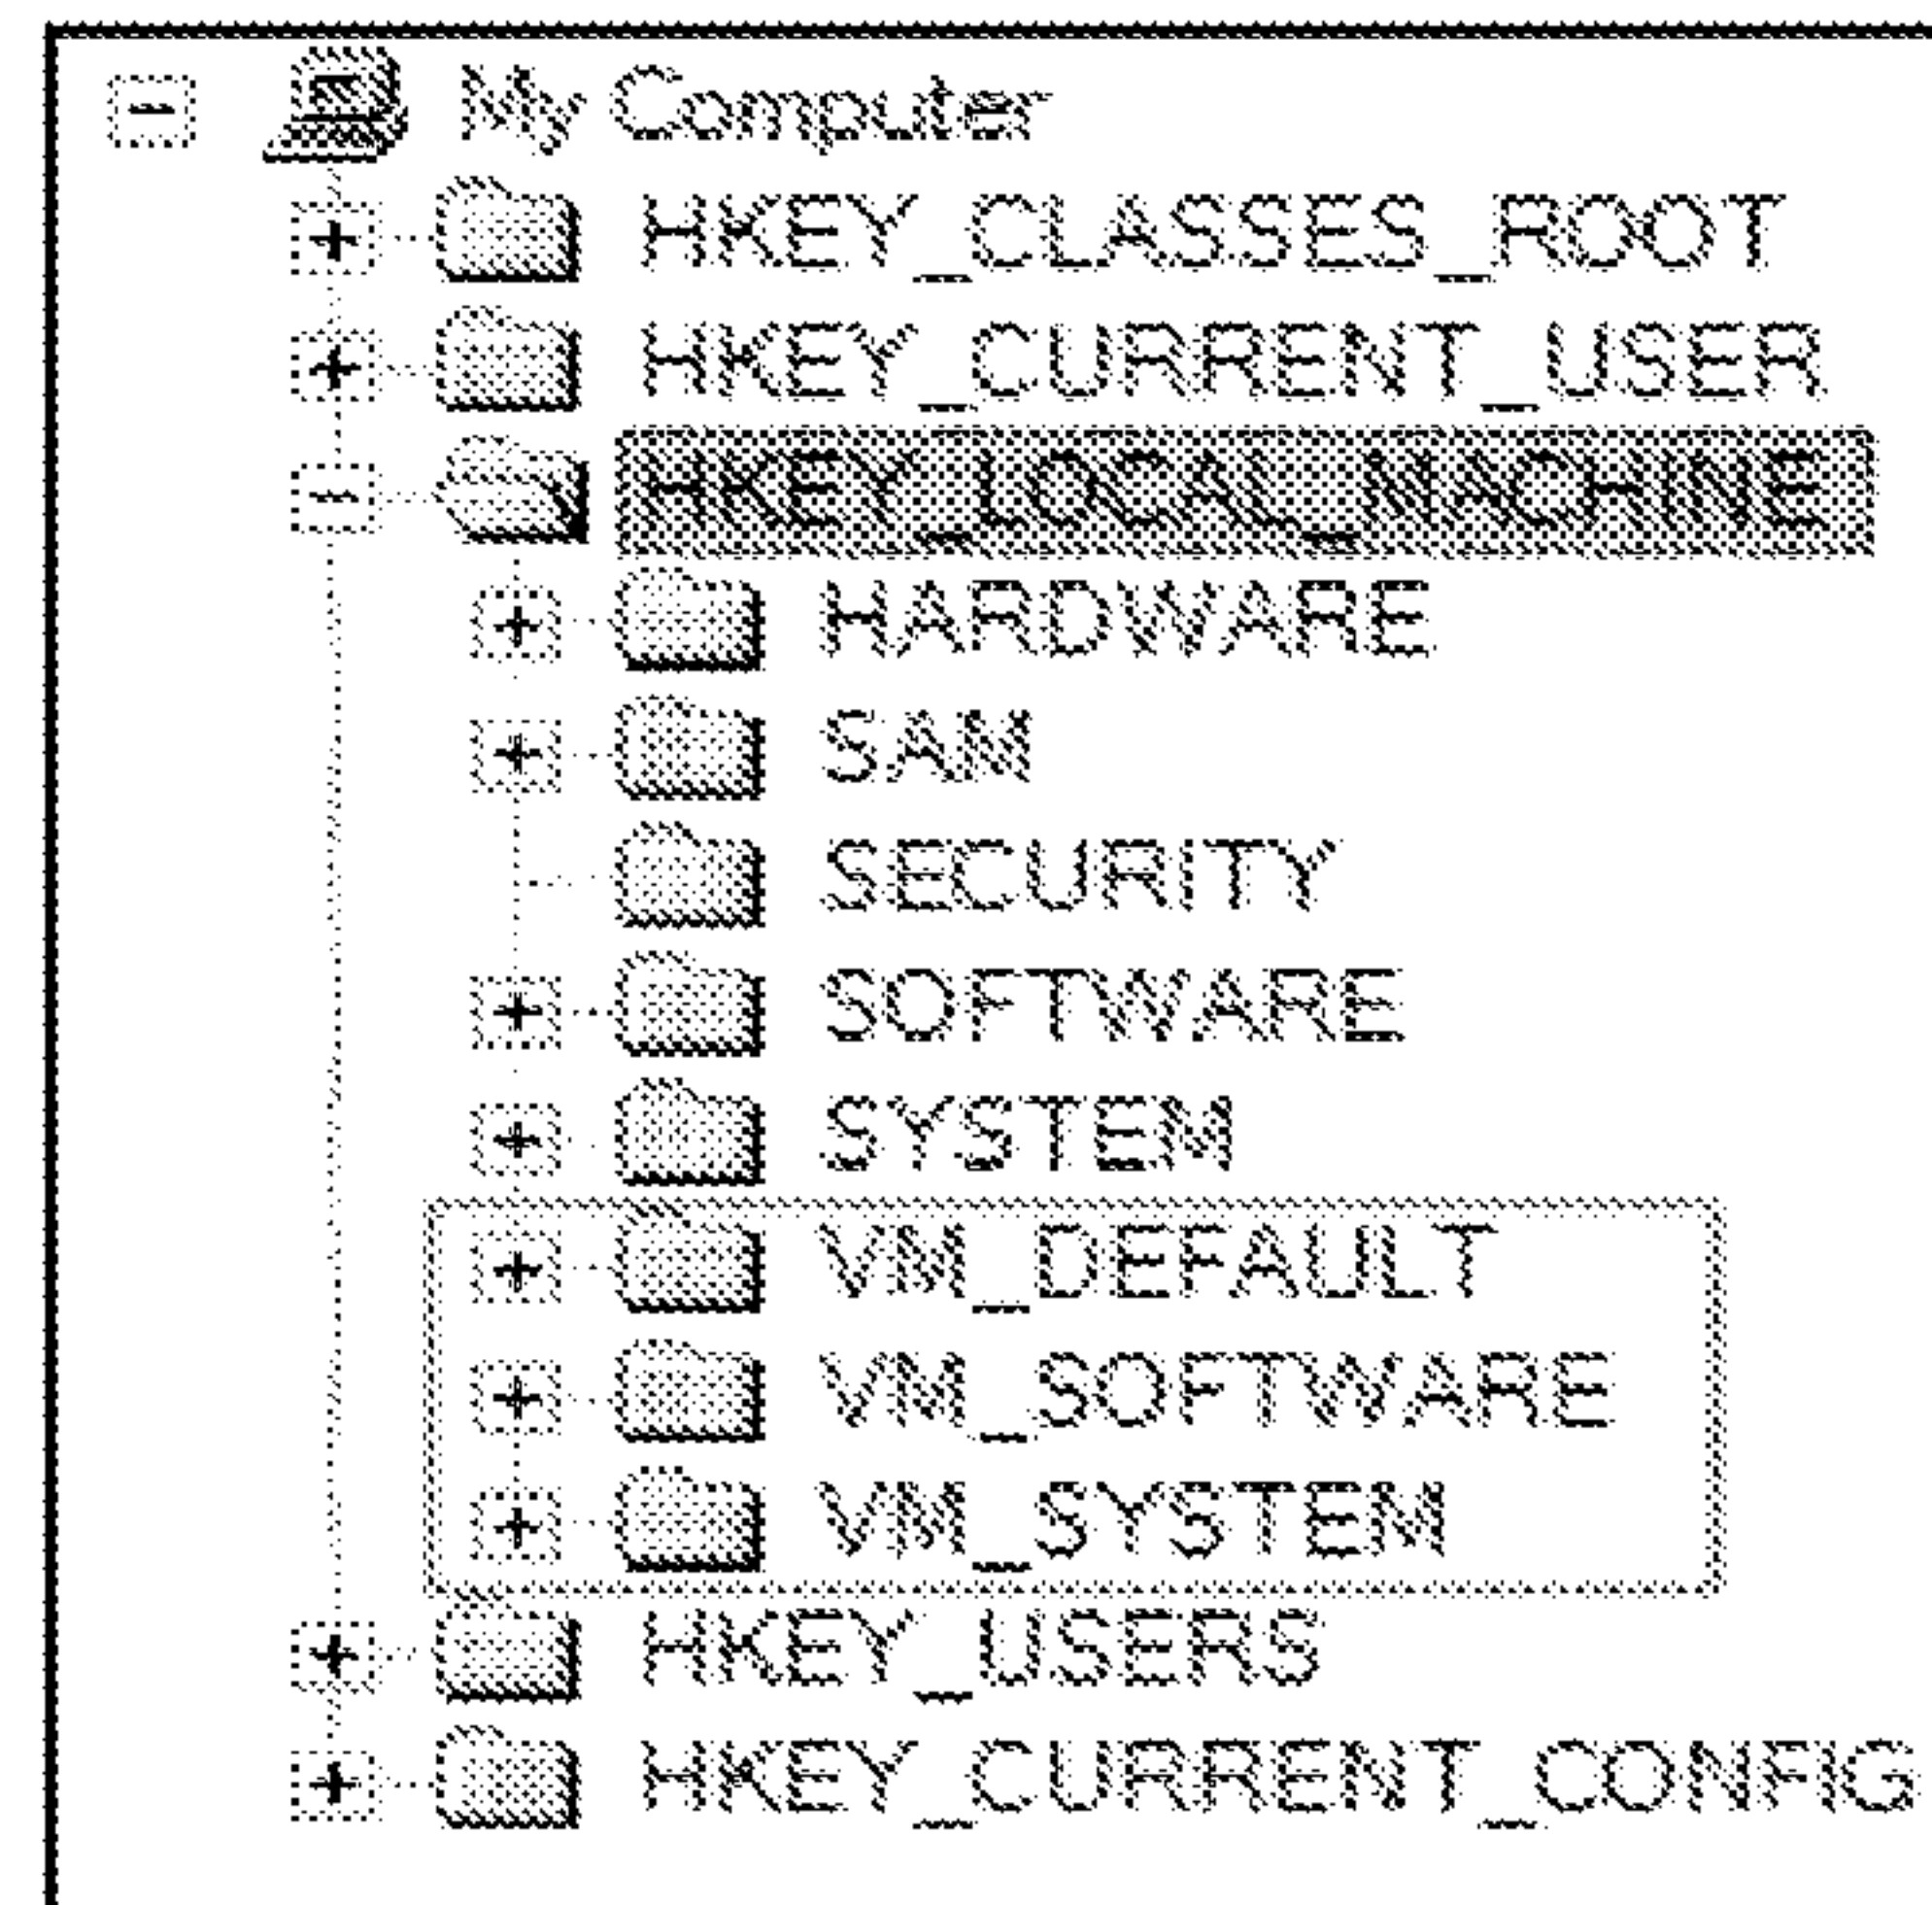 My Computer
HKEY_CLASSES_ROOT
HKEY_CURRENT_USER
HKEY_LOCAL_MACHINE
HARDWARE
SAM
SECURITY
SOFTWARE
SYSTEM
VM_DEFAULT
VM_SOFTWARE
VM_SYSTEM
HKEY_USERS
HKEY_CURRENT_CONFIG